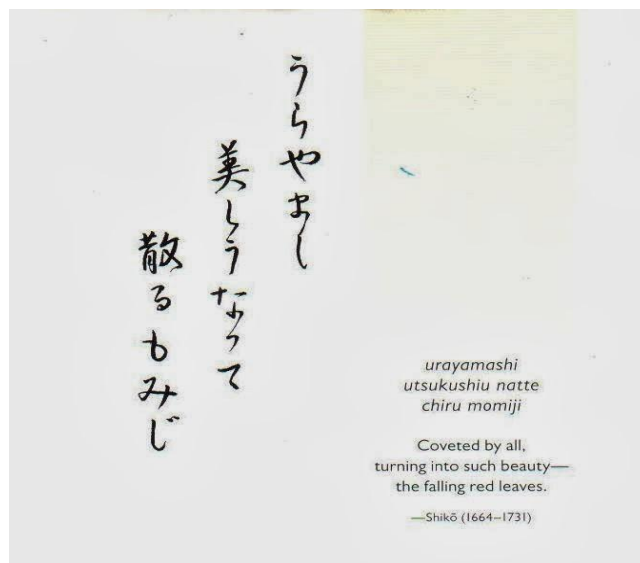 うらやまし
美しうなつて
散るもみじ
urayamashi
utsukushiu natte
chiru momiji
Coveted by all,
turning into such beauty—
the falling red leaves.
—Shikō (1664–1731)